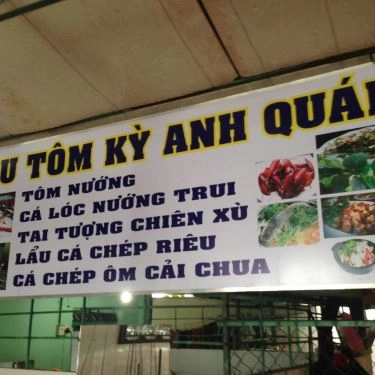 U TÔM KỲ ANH QUÁN
TÔM NƯỚNG
CÁ LÓC NƯỚNG TRUI
TAI TƯỢNG CHIÊN XÙ
LẨU CÁ CHÉP RIÊU
CÁ CHÉP ÔM CẢI CHUA